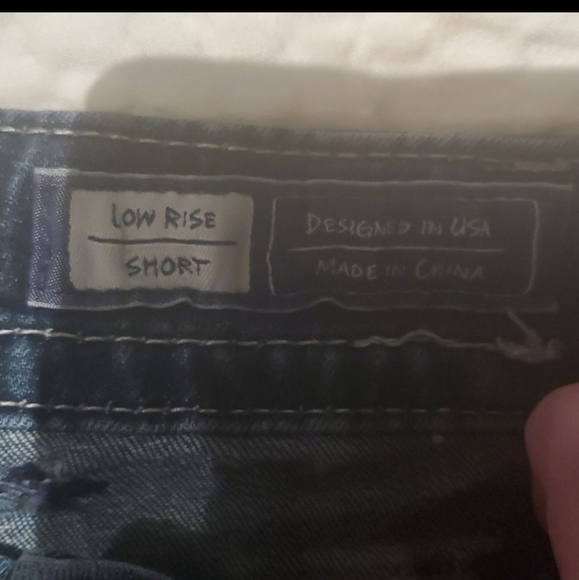 LOW RISE
SHORT
DESIGNED IN USA
MADE IN CHINA